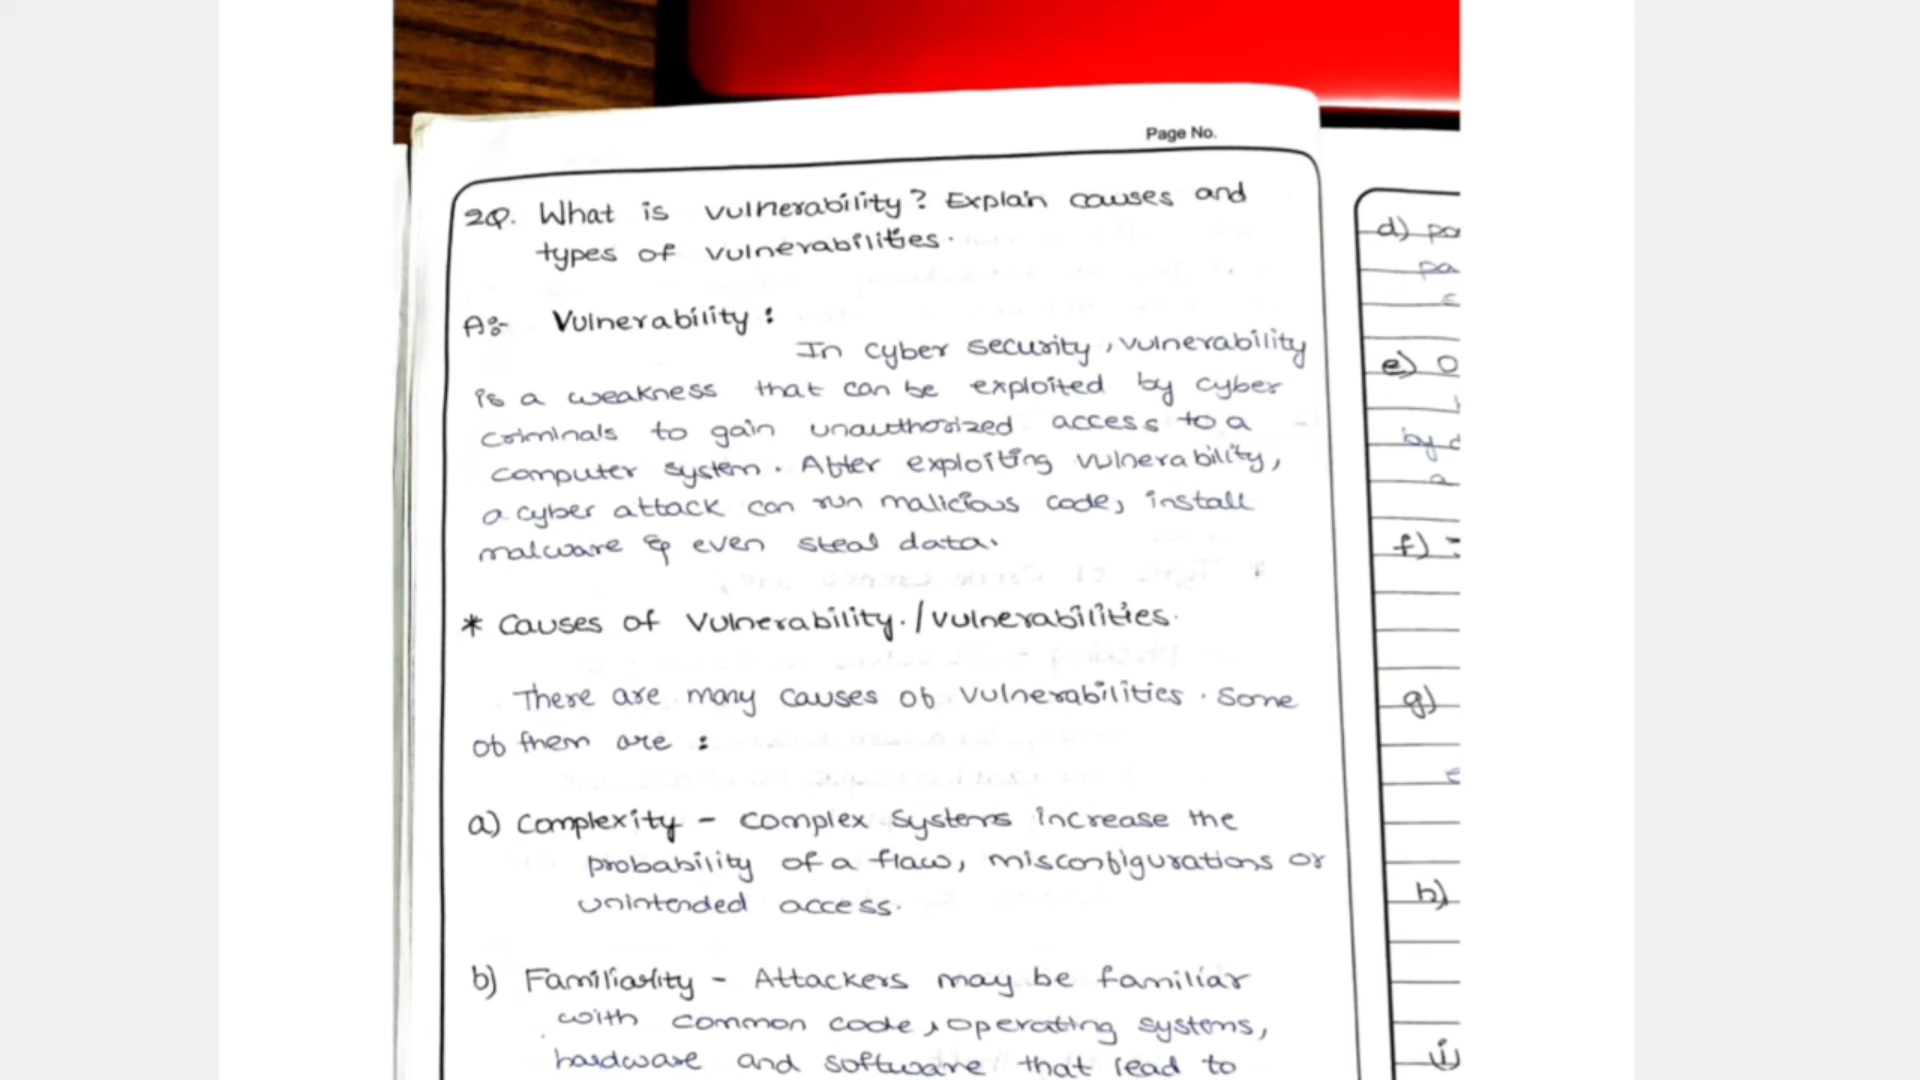 Page No.
2Q. What is vulnerability? Explain causes and
types of vulnerabilities.
A:- Vulnerability :
In cyber security, vulnerability
is a weakness that can be exploited by cyber
criminals to gain unauthorized access to a
computer system. After exploiting vulnerability,
a cyber attack can run malicious code, install
malware & even steal data.
* Causes of Vulnerability. / Vulnerabilities.
There are many causes of vulnerabilities. Some
of them are :
a) Complexity - Complex systems increase the
probability of a flaw, misconfigurations or
unintended access.
b) Familiarity - Attackers may be familiar
with common code, operating systems,
hardware and software that lead to
d) pa
pa
e) O
by
a
f)
g)
e
h)
i)